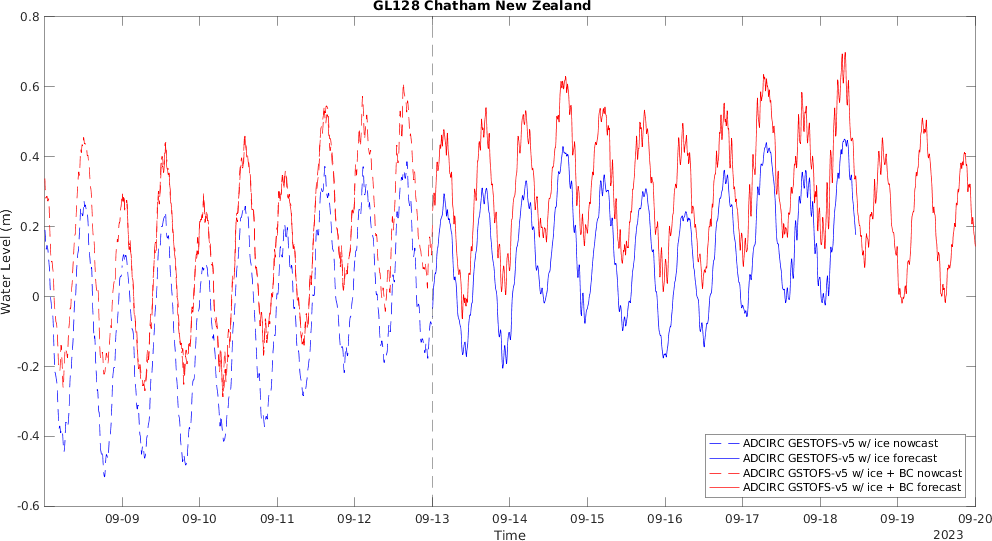 GL128 Chatham New Zealand
0.8
0.6
0.4
0.2
0
-0.2
-0.4
-0.6
Water Level (m)
ADCIRC GESTOFS-v5 w/ ice nowcast
ADCIRC GESTOFS-v5 w/ ice forecast
ADCIRC GSTOFS-v5 w/ ice + BC nowcast
ADCIRC GSTOFS-v5 w/ ice + BC forecast
09-09 09-10 09-11 09-12 09-13 09-14 09-15 09-16 09-17 09-18 09-19 09-20
Time
2023